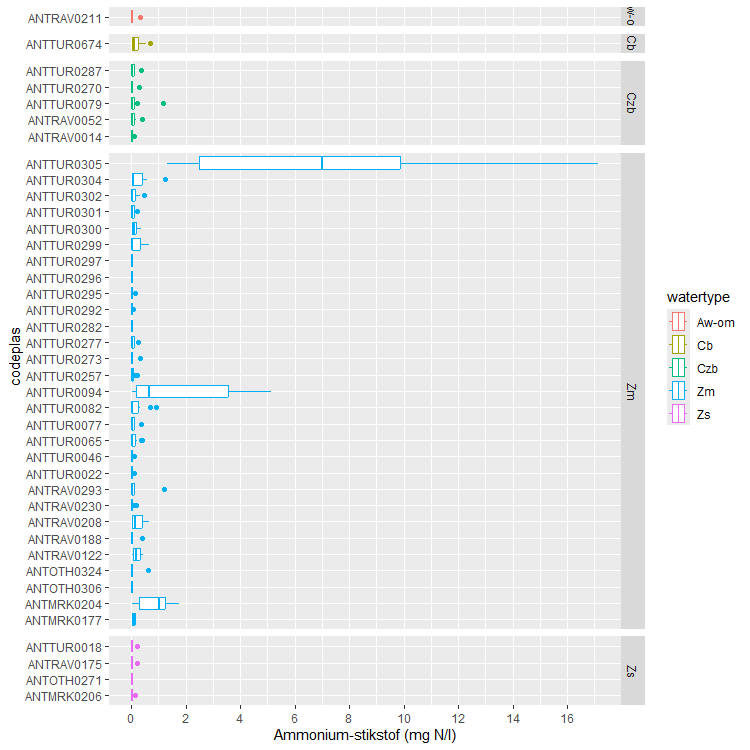 ANTRAV0211
ANTTUR0674
Cb
ANTTUR0287
ANTTUR0270
ANTTUR0079
ANTRAV0052
ANTRAV0014
Czb
ANTTUR0305
ANTTUR0304
ANTTUR0302
ANTTUR0301
ANTTUR0300
ANTTUR0299
ANTTUR0297
ANTTUR0296
ANTTUR0295
ANTTUR0292
ANTTUR0282
ANTTUR0277
ANTTUR0273
ANTTUR0257
ANTTUR0094
ANTTUR0082
ANTTUR0077
ANTTUR0065
ANTTUR0046
ANTTUR0022
ANTRAV0293
ANTRAV0230
ANTRAV0208
ANTRAV0188
ANTRAV0122
ANTOTH0324
ANTOTH0306
ANTMRK0204
ANTMRK0177
Zm
ANTTUR0018
ANTRAV0175
ANTOTH0271
ANTMRK0206
Zs
codeplas
0 2 4 6 8 10 12 14 16
Ammonium-stikstof (mg N/l)
watertype
Aw-om
Cb
Czb
Zm
Zs